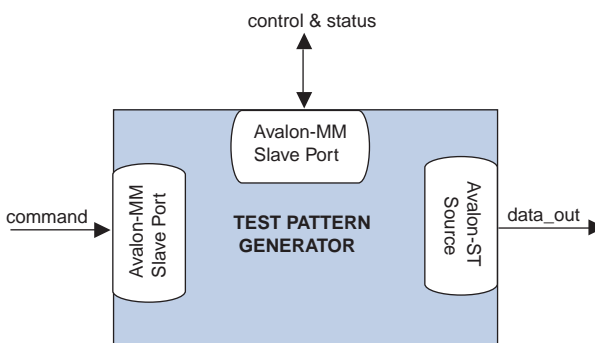 control & status
Avalon-MM
Slave Port
command
Avalon-MM
Slave Port
TEST PATTERN
GENERATOR
Avalon-ST
Source
data_out